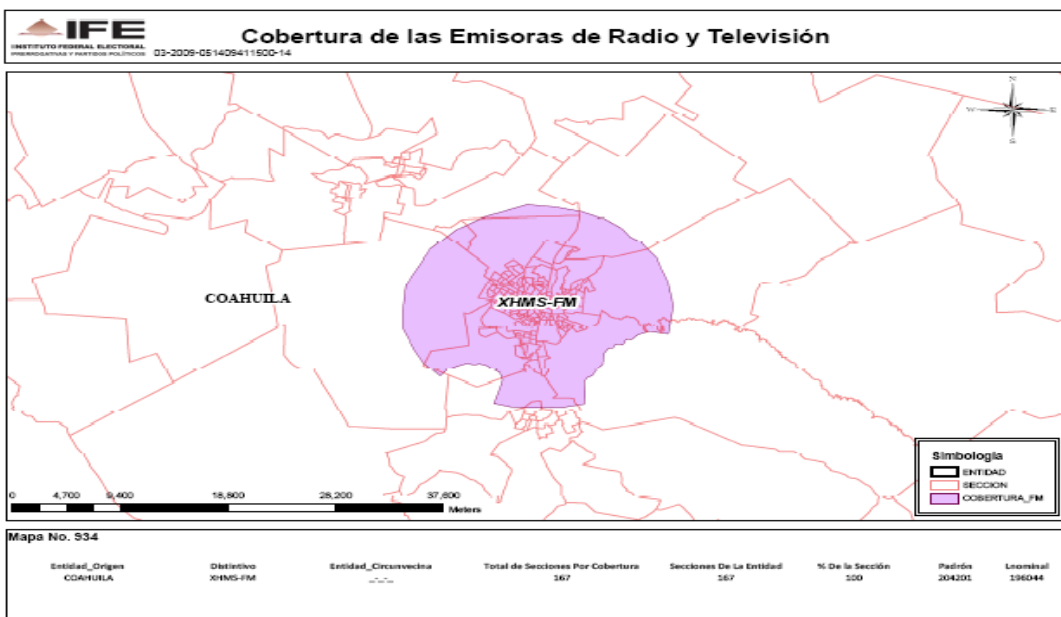 IFE
INSTITUTO FEDERAL ELECTORAL
PRERROGATIVAS Y PARTIDOS POLÍTICOS
03-2009-051409411500-14
Cobertura de las Emisoras de Radio y Televisión
N
W E
S
COAHUILA
XHMS-FM
0 4,700 9,400 18,800 28,200 37,600
Meters
Simbología
ENTIDAD
SECCION
COBERTURA_FM
Mapa No. 934
Entidad_Origen Distintivo Entidad_Circunvecina Total de Secciones Por Cobertura Secciones De La Entidad % De la Sección Padrón Lnominal
COAHUILA XHMS-FM _-_-_ 167 167 100 204201 196044